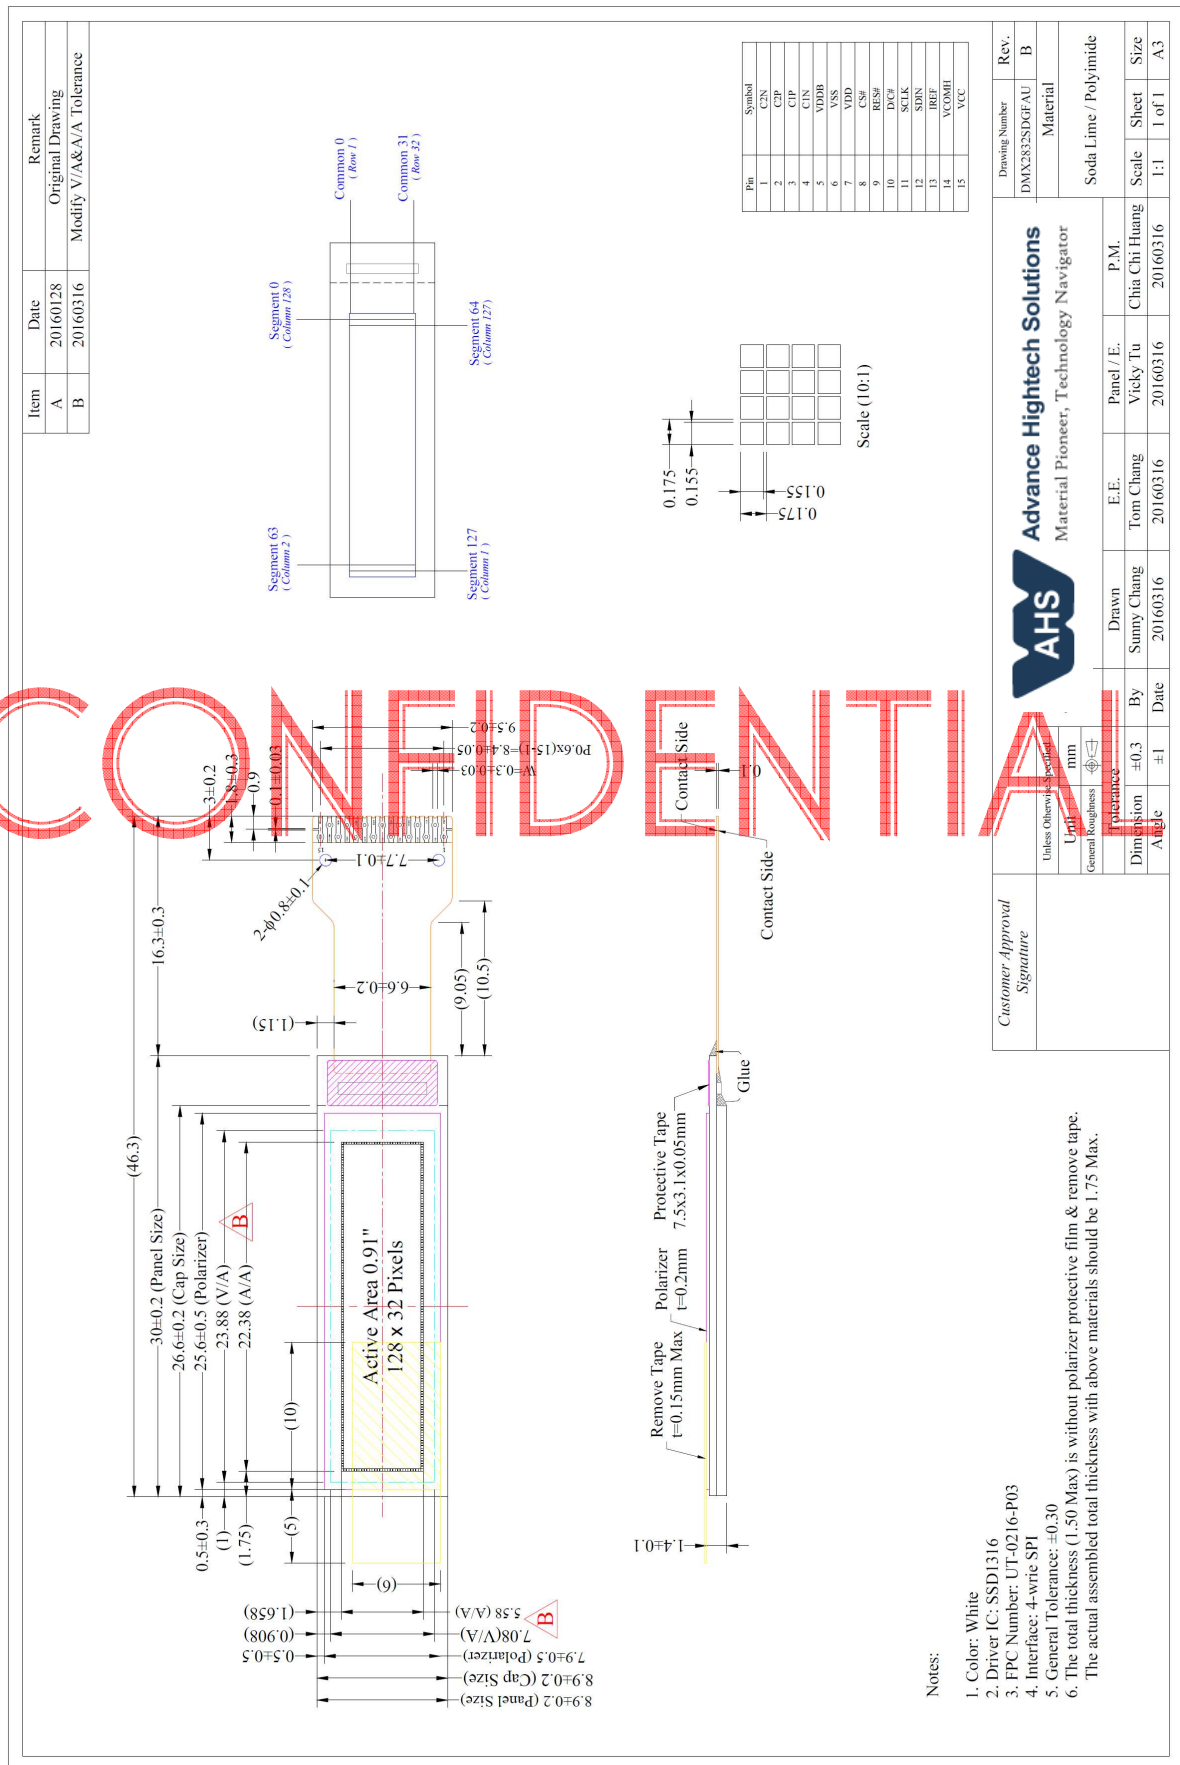 Item Date Remark
A 20160128 Original Drawing
B 20160316 Modify V/A&A/A Tolerance
(46.3)
30±0.2 (Panel Size)
16.3±0.3
26.6±0.2 (Cap Size)
25.6±0.5 (Polarizer)
23.88 (V/A)
22.38 (A/A)
B
0.5±0.3
(1)
(1.75)
(5)
(10)
(6)
(1.15)
2-ϕ0.8±0.1
3±0.2
1.8±0.3
0.9
0.1±0.03
6.6±0.2
7.7±0.1
(9.05)
(10.5)
W=0.3±0.03
P0.6x(15-1)=8.4±0.05
9.5±0.2
15
1
Active Area 0.91"
128 x 32 Pixels
(1.658)
(0.908)
0.5±0.5
5.58 (A/A)
7.08(V/A)
7.9±0.5 (Polarizer)
8.9±0.2 (Cap Size)
8.9±0.2 (Panel Size)
B
Segment 63
( Column 2 )
Segment 0
( Column 128 )
Common 0
( Row 1 )
Common 31
( Row 32 )
Segment 127
( Column 1 )
Segment 64
( Column 127 )
1.4±0.1
Remove Tape
t=0.15mm Max
Polarizer
t=0.2mm
Protective Tape
7.5x3.1x0.05mm
Glue
Contact Side
Contact Side
0.1
0.175
0.155
0.155
0.175
Scale (10:1)
Pin Symbol
1 C2N
2 C2P
3 C1P
4 C1N
5 VDDB
6 VSS
7 VDD
8 CS#
9 RES#
10 D/C#
11 SCLK
12 SDIN
13 IREF
14 VCOMH
15 VCC
CONFIDENTIAL
Notes:
1. Color: White
2. Driver IC: SSD1316
3. FPC Number: UT-0216-P03
4. Interface: 4-wrie SPI
5. General Tolerance: ±0.30
6. The total thickness (1.50 Max) is without polarizer protective film & remove tape.
The actual assembled total thickness with above materials should be 1.75 Max.
Customer Approval
Signature
Unless Otherwise Specified
Unit mm
General Roughness
Tolerance
Dimension ±0.3
Angle ±1
AHS
Advance Hightech Solutions
Material Pioneer, Technology Navigator
Drawing Number Rev.
DMX2832SDGFAU B
Material
Soda Lime / Polyimide
Drawn E.E. Panel / E. P.M.
By Sunny Chang Tom Chang Vicky Tu Chia Chi Huang
Date 20160316 20160316 20160316 20160316
Scale Sheet Size
1:1 1 of 1 A3